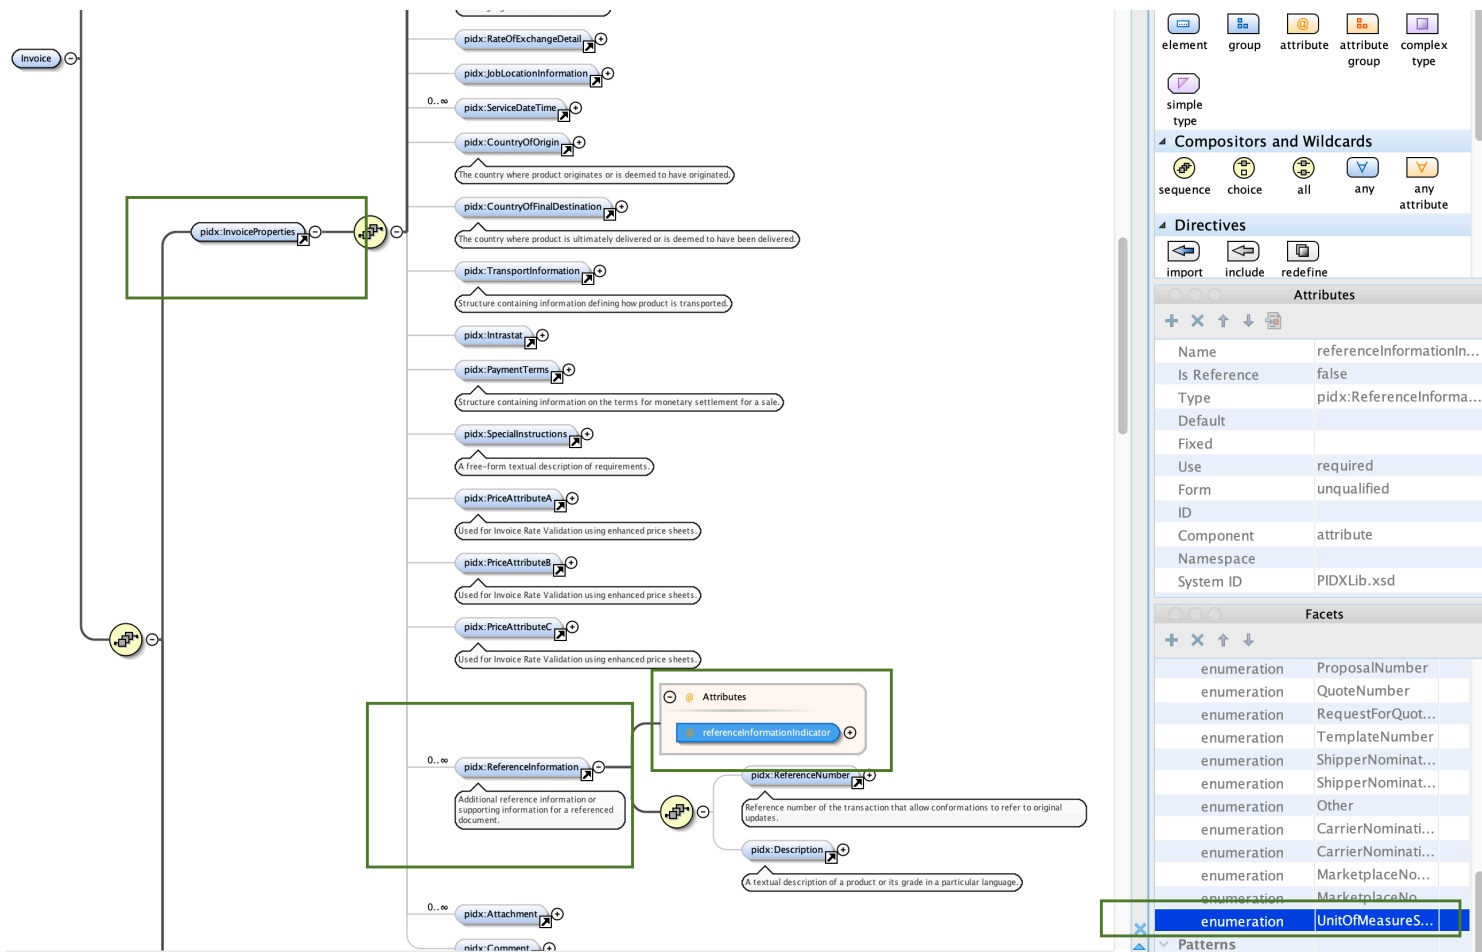 Invoice
pidx:InvoiceProperties
pidx:RateOfExchangeDetail
pidx:JobLocationInformation
0..∞
pidx:ServiceDateTime
pidx:CountryOfOrigin
The country where product originates or is deemed to have originated.
pidx:CountryOfFinalDestination
The country where product is ultimately delivered or is deemed to have been delivered.
pidx:TransportInformation
Structure containing information defining how product is transported.
pidx:Intrastat
pidx:PaymentTerms
Structure containing information on the terms for monetary settlement for a sale.
pidx:SpecialInstructions
A free-form textual description of requirements.
pidx:PriceAttributeA
Used for Invoice Rate Validation using enhanced price sheets.
pidx:PriceAttributeB
Used for Invoice Rate Validation using enhanced price sheets.
pidx:PriceAttributeC
Used for Invoice Rate Validation using enhanced price sheets.
0..∞
pidx:ReferenceInformation
Additional reference information or
supporting information for a referenced
document.
@ Attributes
referenceInformationIndicator
pidx:ReferenceNumber
Reference number of the transaction that allow conformations to refer to original
updates.
pidx:Description
A textual description of a product or its grade in a particular language.
0..∞
pidx:Attachment
pidx:Comment
element group attribute attribute complex
group type
simple
type
Compositors and Wildcards
sequence choice all any any
attribute
Directives
import include redefine
Attributes
Name referenceInformationIn...
Is Reference false
Type pidx:ReferenceInforma...
Default
Fixed
Use required
Form unqualified
ID
Component attribute
Namespace
System ID PIDXLib.xsd
Facets
enumeration ProposalNumber
enumeration QuoteNumber
enumeration RequestForQuot...
enumeration TemplateNumber
enumeration ShipperNominat...
enumeration ShipperNominat...
enumeration Other
enumeration CarrierNominati...
enumeration CarrierNominati...
enumeration MarketplaceNo...
enumeration MarketplaceNo...
enumeration UnitOfMeasureS...
Patterns